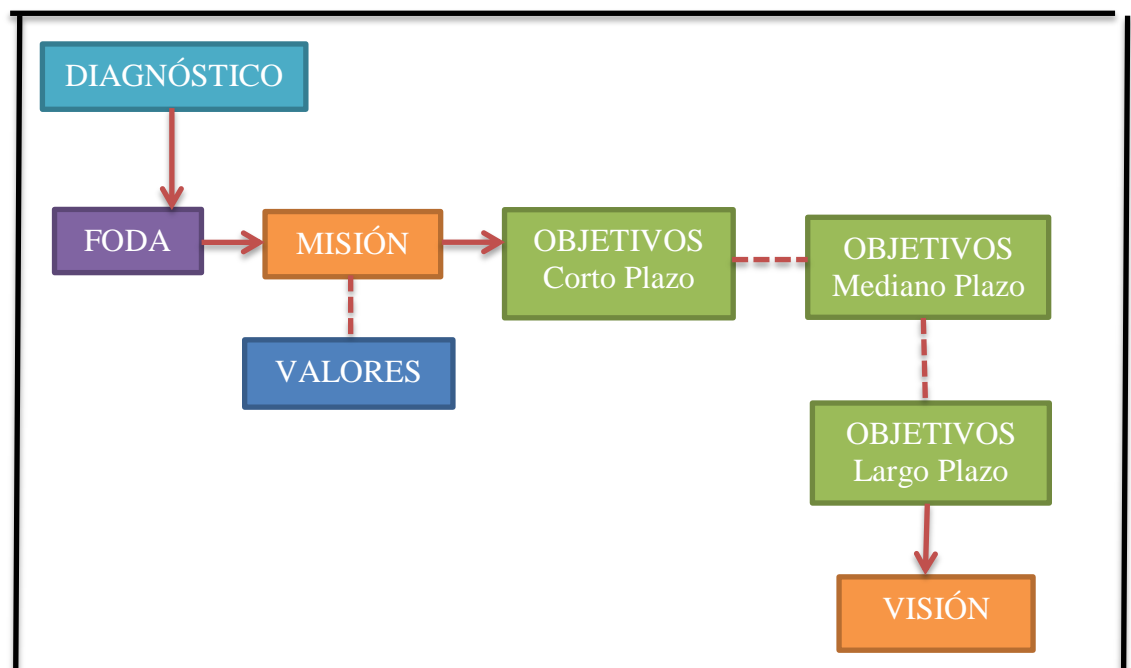 DIAGNÓSTICO
FODA
MISIÓN
OBJETIVOS
Corto Plazo
OBJETIVOS
Mediano Plazo
VALORES
OBJETIVOS
Largo Plazo
VISIÓN